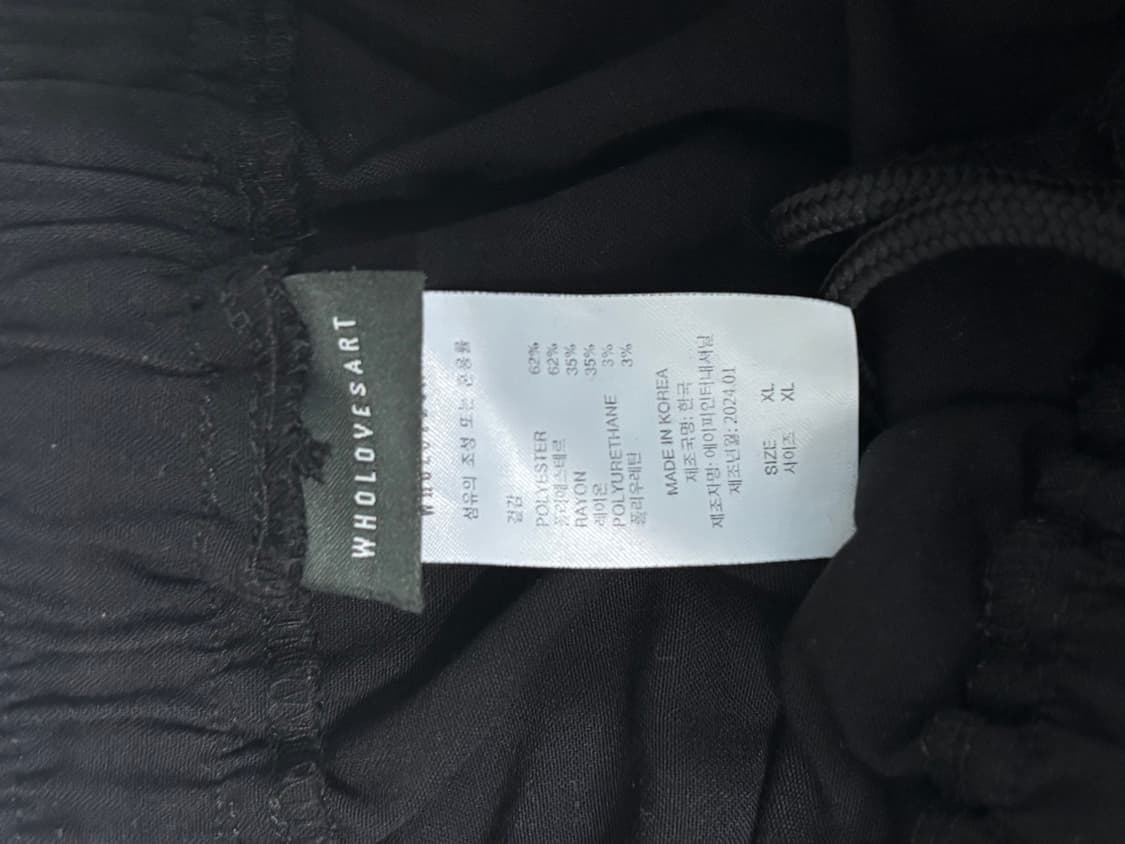 WHOLOVESART
섬유의 조성 또는 혼용률
겉감
POLYESTER 62%
폴리에스테르 62%
RAYON 35%
레이온 35%
POLYURETHANE 3%
폴리우레탄 3%
MADE IN KOREA
제조국명: 한국
제조자명: 에이피인터내셔널
제조년월: 2024.01
SIZE XL
사이즈 XL